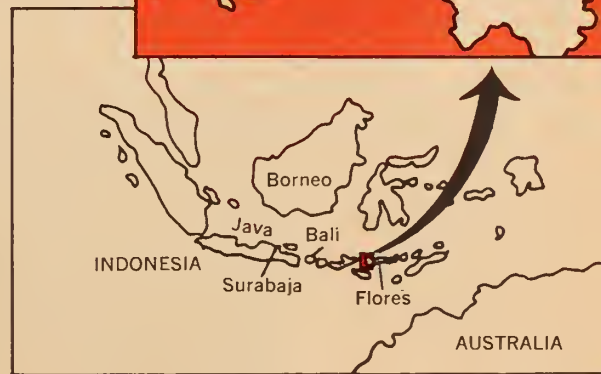 Borneo
Java
Bali
INDONESIA
Surabaja
Flores
AUSTRALIA